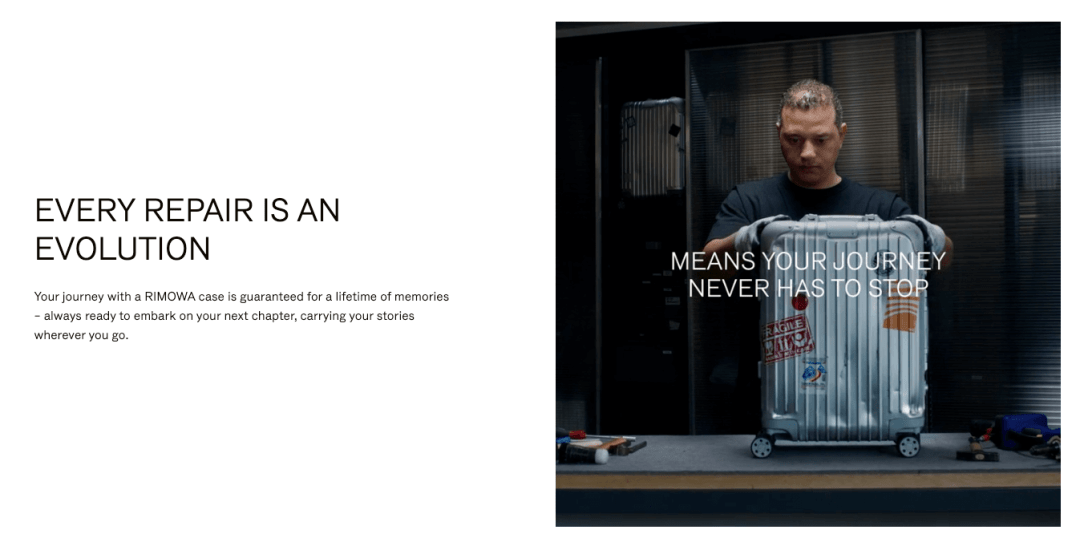 EVERY REPAIR IS AN
EVOLUTION
Your journey with a RIMOWA case is guaranteed for a lifetime of memories
– always ready to embark on your next chapter, carrying your stories
wherever you go.
MEANS YOUR JOURNEY
NEVER HAS TO STOP
FRAGILE